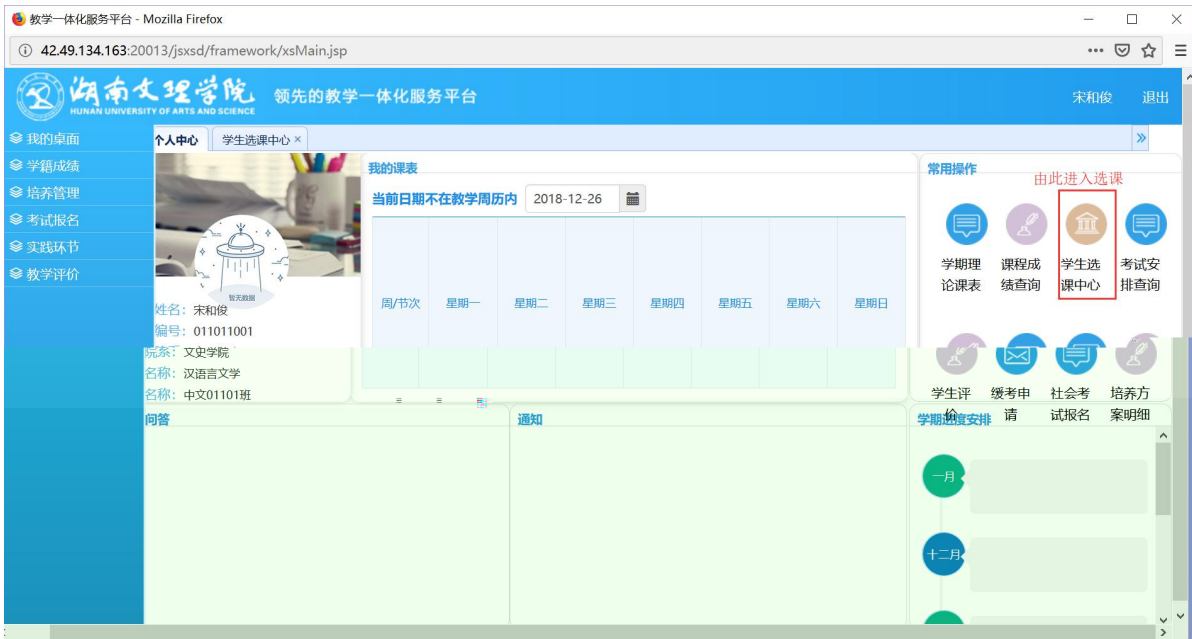 教学一体化服务平台 - Mozilla Firefox
42.49.134.163:20013/jsxsd/framework/xsMain.jsp
湖南文理学院
HUNAN UNIVERSITY OF ARTS AND SCIENCE
领先的教学一体化服务平台
宋和俊 退出
我的桌面
学籍成绩
培养管理
考试报名
实践环节
教学评价
个人中心 学生选课中心 ×
暂无数据
姓名：宋和俊
编号：011011001
院系：文史学院
名称：汉语言文学
名称：中文01101班
我的课表
当前日期不在教学周历内 2018-12-26
周/节次 星期一 星期二 星期三 星期四 星期五 星期六 星期日
常用操作
由此进入选课
学期理论课表
课程成绩查询
学生选课中心
考试安排查询
学生评价
缓考申请
社会考试报名
培养方案明细
问答
通知
学期进度安排
一月
十二月